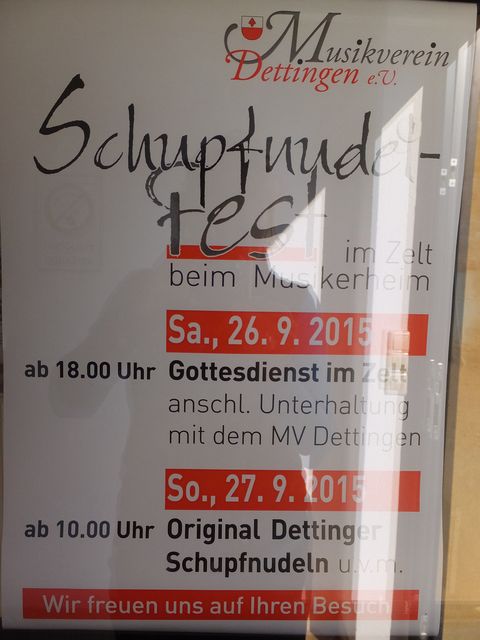 Musikverein
Dettingen e.V.
Schupfnudel-
fest
im Zelt
beim Musikerheim
Sa., 26. 9. 2015
ab 18.00 Uhr Gottesdienst im Zelt
anschl. Unterhaltung
mit dem MV Dettingen
So., 27. 9. 2015
ab 10.00 Uhr Original Dettinger
Schupfnudeln u.v.m.
Wir freuen uns auf Ihren Besuch